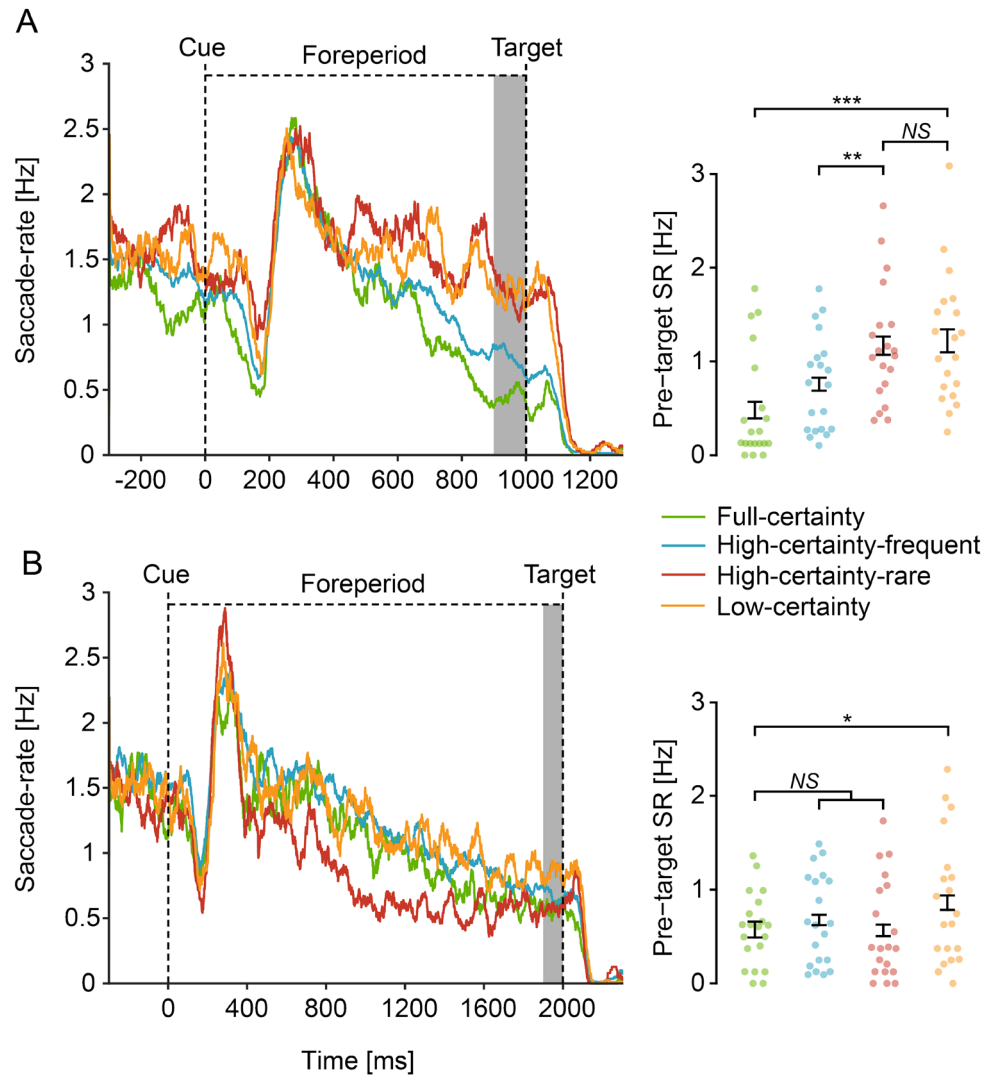 A
Cue Foreperiod Target
Saccade-rate [Hz]
3
2.5
2
1.5
1
0.5
0
-200 0 200 400 600 800 1000 1200
***
NS
**
Pre-target SR [Hz]
3
2
1
0
Full-certainty
High-certainty-frequent
High-certainty-rare
Low-certainty
B
Cue Foreperiod Target
Saccade-rate [Hz]
3
2.5
2
1.5
1
0.5
0
0 400 800 1200 1600 2000
Time [ms]
*
NS
Pre-target SR [Hz]
3
2
1
0